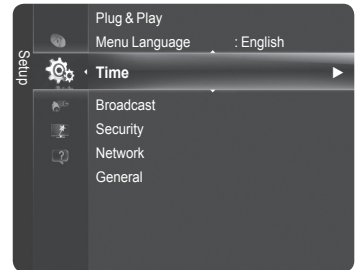 Setup
Plug & Play
Menu Language : English
Time
Broadcast
Security
Network
General